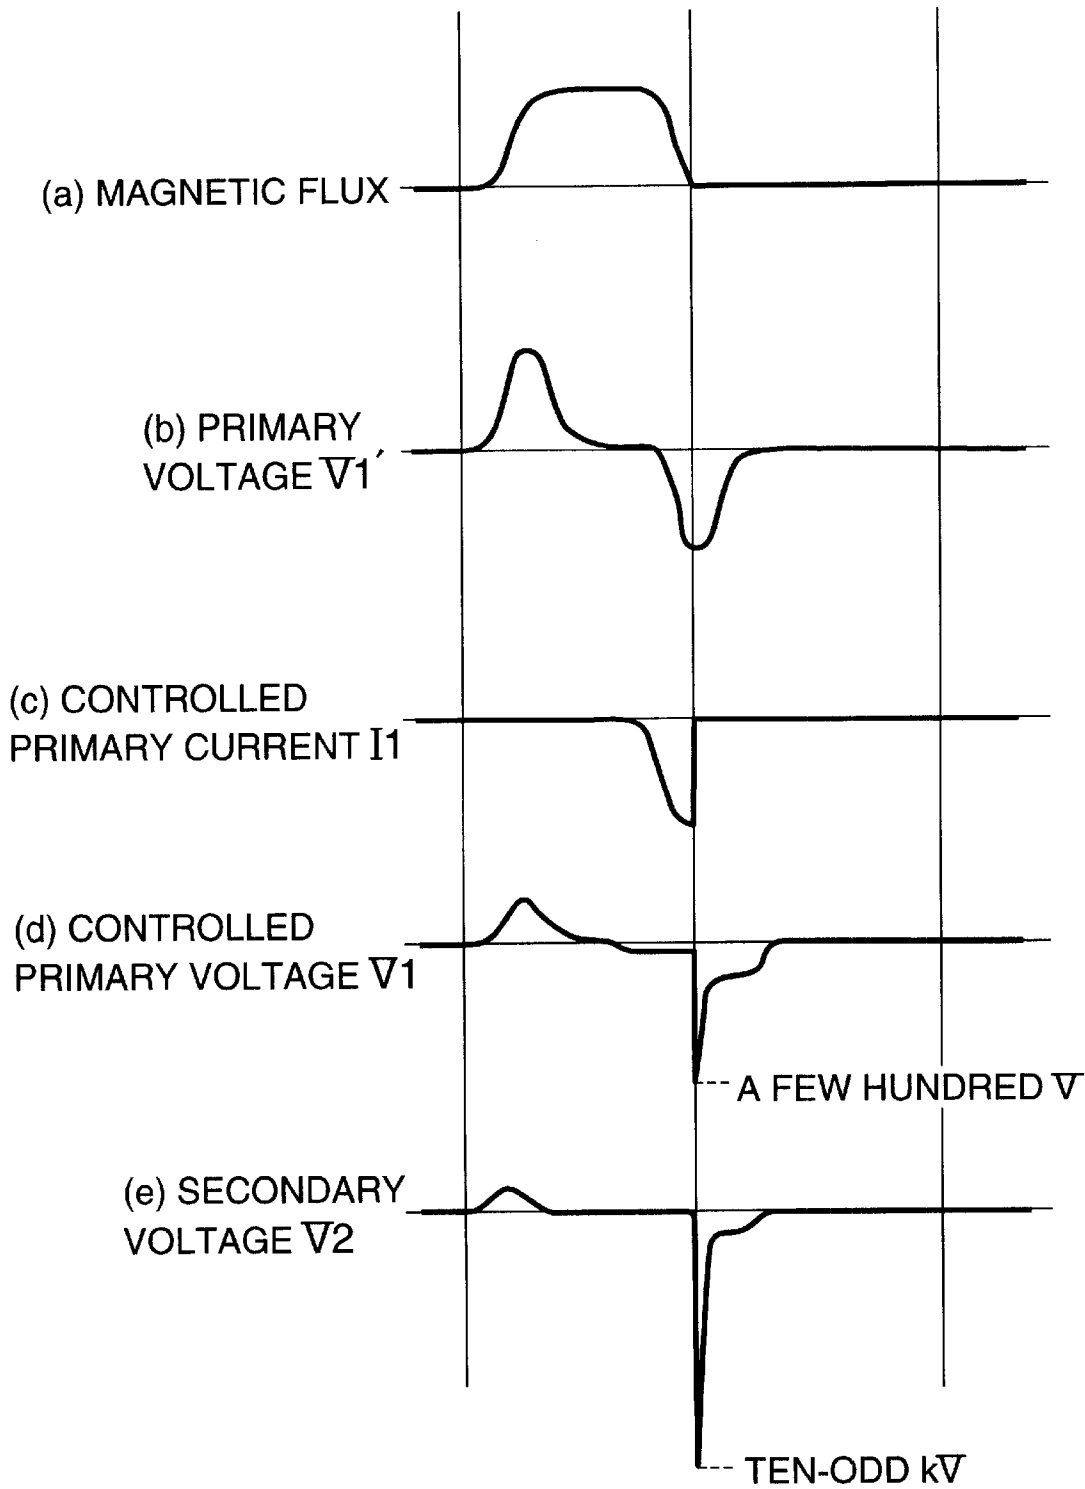 (a) MAGNETIC FLUX
(b) PRIMARY
VOLTAGE V1′
(c) CONTROLLED
PRIMARY CURRENT I1
(d) CONTROLLED
PRIMARY VOLTAGE V1
A FEW HUNDRED V
(e) SECONDARY
VOLTAGE V2
TEN-ODD kV